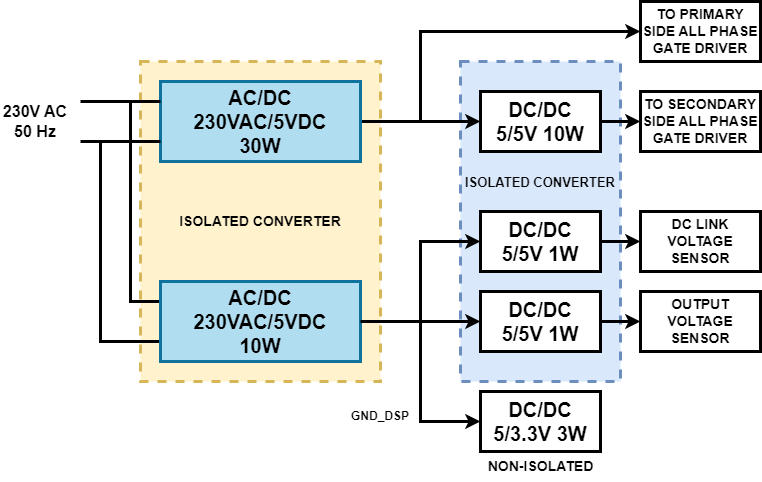 230V AC
50 Hz
AC/DC
230VAC/5VDC
30W
ISOLATED CONVERTER
AC/DC
230VAC/5VDC
10W
TO PRIMARY
SIDE ALL PHASE
GATE DRIVER
DC/DC
5/5V 10W
TO SECONDARY
SIDE ALL PHASE
GATE DRIVER
ISOLATED CONVERTER
DC/DC
5/5V 1W
DC LINK
VOLTAGE
SENSOR
DC/DC
5/5V 1W
OUTPUT
VOLTAGE
SENSOR
GND_DSP
DC/DC
5/3.3V 3W
NON-ISOLATED